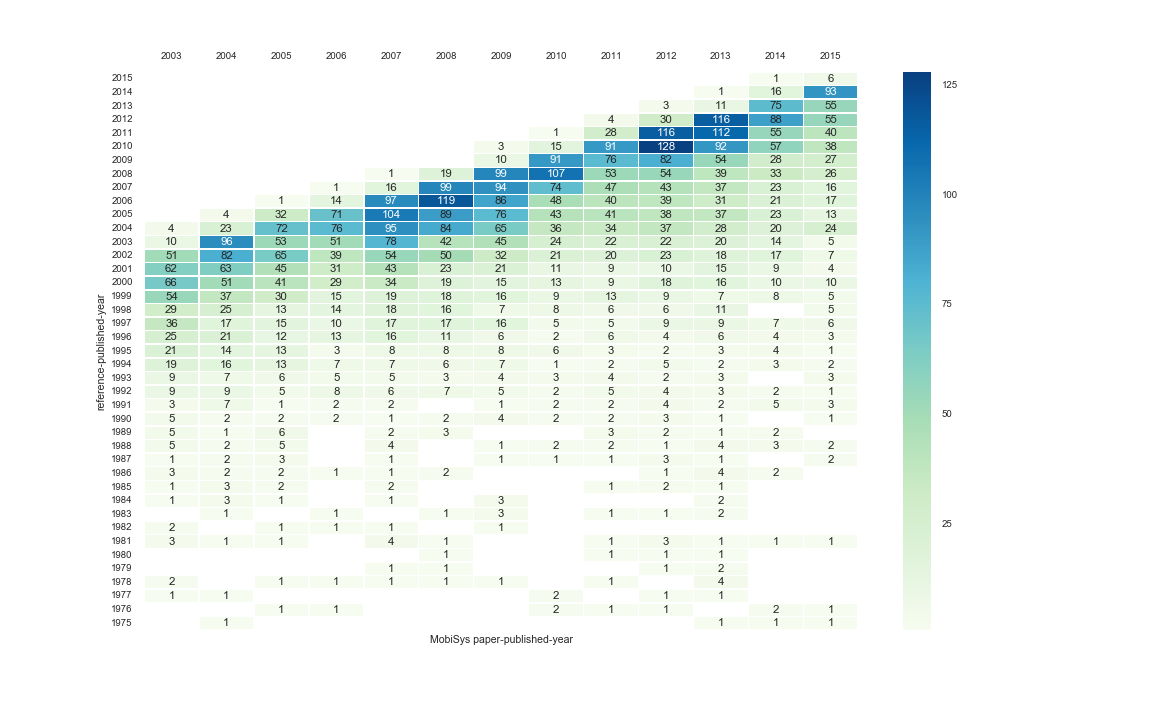 2003 2004 2005 2006 2007 2008 2009 2010 2011 2012 2013 2014 2015
2015 1 6
2014 1 16 93
2013 3 11 75 55
2012 4 30 116 88 55
2011 1 28 116 112 55 40
2010 3 15 91 128 92 57 38
2009 10 91 76 82 54 28 27
2008 1 19 99 107 53 54 39 33 26
2007 1 16 99 94 74 47 43 37 23 16
2006 1 14 97 119 86 48 40 39 31 21 17
2005 4 32 71 104 89 76 43 41 38 37 23 13
2004 4 23 72 76 95 84 65 36 34 37 28 20 24
2003 10 96 53 51 78 42 45 24 22 22 20 14 5
2002 51 82 65 39 54 50 32 21 20 23 18 17 7
2001 62 63 45 31 43 23 21 11 9 10 15 9 4
2000 66 51 41 29 34 19 15 13 9 18 16 10 10
1999 54 37 30 15 19 18 16 9 13 9 7 8 5
1998 29 25 13 14 18 16 7 8 6 6 11 5
1997 36 17 15 10 17 17 16 5 5 9 9 7 6
1996 25 21 12 13 16 11 6 2 6 4 6 4 3
1995 21 14 13 3 8 8 8 6 3 2 3 4 1
1994 19 16 13 7 7 6 7 1 2 5 2 3 2
1993 9 7 6 5 5 3 4 3 4 2 3 3
1992 9 9 5 8 6 7 5 2 5 4 3 2 1
1991 3 7 1 2 2 1 2 2 4 2 5 3
1990 5 2 2 2 1 2 4 2 2 3 1 1
1989 5 1 6 2 3 3 2 1 2
1988 5 2 5 4 1 2 2 1 4 3 2
1987 1 2 3 1 1 1 1 3 1 2
1986 3 2 2 1 1 2 1 4 2
1985 1 3 2 2 1 2 1
1984 1 3 1 1 3 2
1983 1 1 1 3 1 1 2
1982 2 1 1 1 1
1981 3 1 1 4 1 1 3 1 1 1
1980 1 1 1 1
1979 1 1 1 2
1978 2 1 1 1 1 1 1 4
1977 1 1 2 1 1
1976 1 1 2 1 1 2 1
1975 1 1 1 1
reference-published-year
MobiSys paper-published-year
125
100
75
50
25